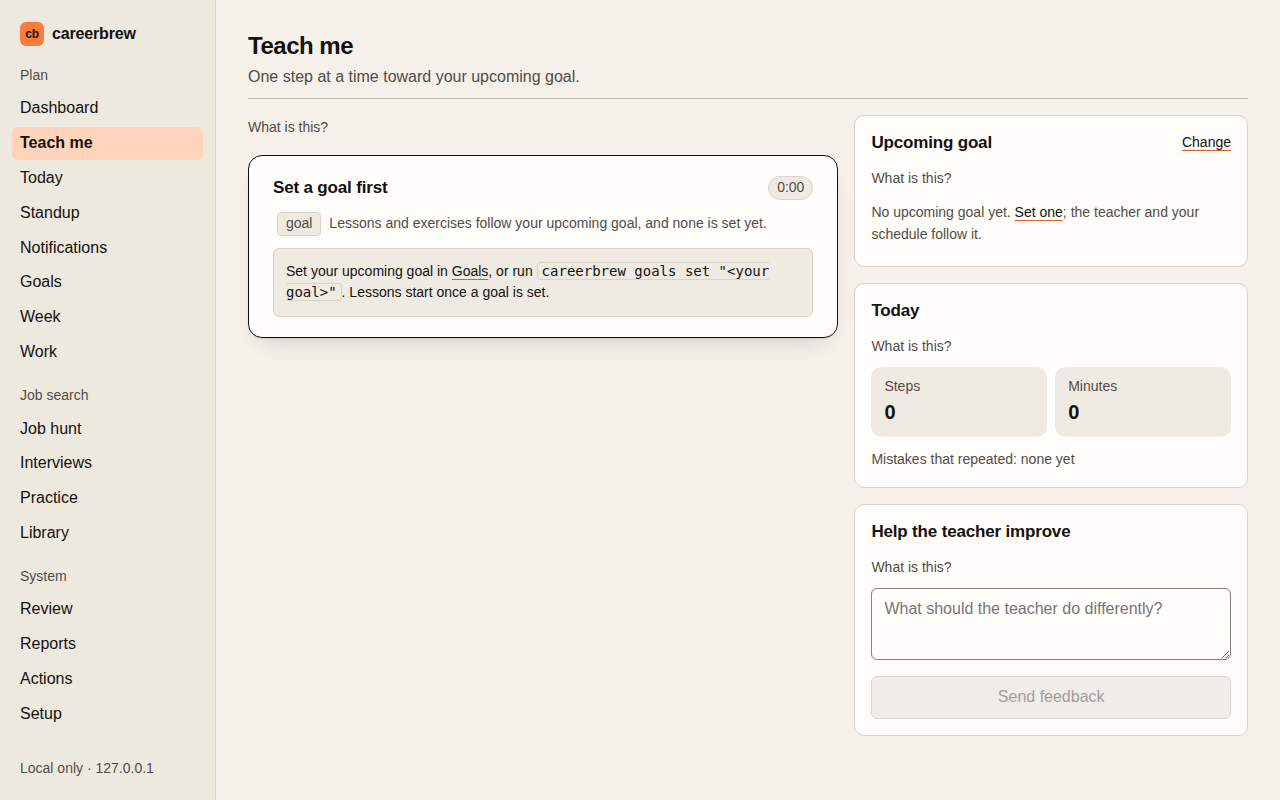 cb careerbrew
Plan
Dashboard
Teach me
Today
Standup
Notifications
Goals
Week
Work
Job search
Job hunt
Interviews
Practice
Library
System
Review
Reports
Actions
Setup
Local only · 127.0.0.1
Teach me
One step at a time toward your upcoming goal.
What is this?
Set a goal first
0:00
goal Lessons and exercises follow your upcoming goal, and none is set yet.
Set your upcoming goal in Goals, or run careerbrew goals set "<your
goal>". Lessons start once a goal is set.
Upcoming goal
Change
What is this?
No upcoming goal yet. Set one; the teacher and your
schedule follow it.
Today
What is this?
Steps
0
Minutes
0
Mistakes that repeated: none yet
Help the teacher improve
What is this?
What should the teacher do differently?
Send feedback